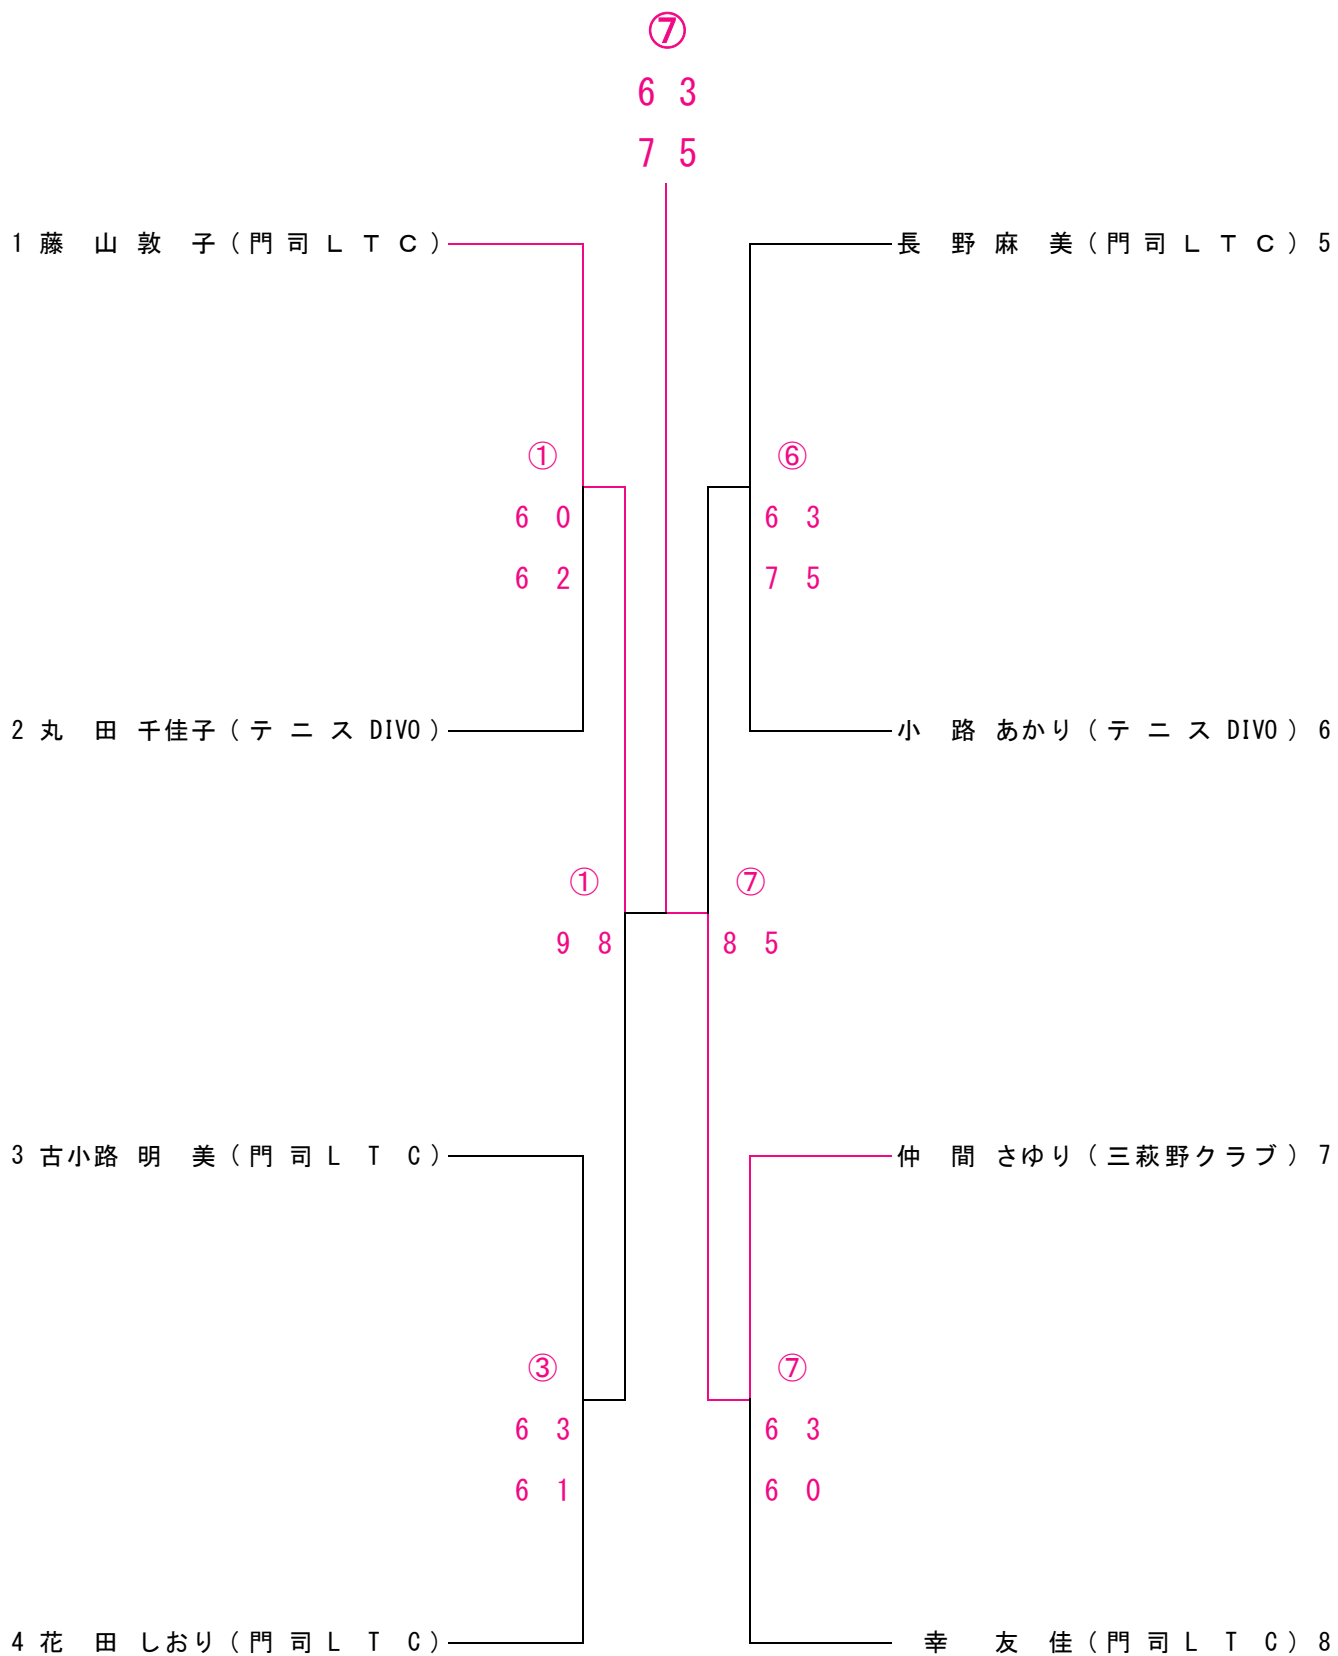 ⑦
6 3
7 5
1 藤 山 敦 子 ( 門 司 Ｌ Ｔ Ｃ )
長 野 麻 美 ( 門 司 Ｌ Ｔ Ｃ ) 5
①
6 0
6 2
⑥
6 3
7 5
2 丸 田 千佳子 ( テ ニ ス DIVO )
小 路 あかり ( テ ニ ス DIVO ) 6
①
9 8
⑦
8 5
3 古小路 明 美 ( 門 司 L T C )
仲 間 さゆり ( 三萩野クラブ ) 7
③
6 3
6 1
⑦
6 3
6 0
4 花 田 しおり ( 門 司 L T C )
幸 友 佳 ( 門 司 L T C ) 8